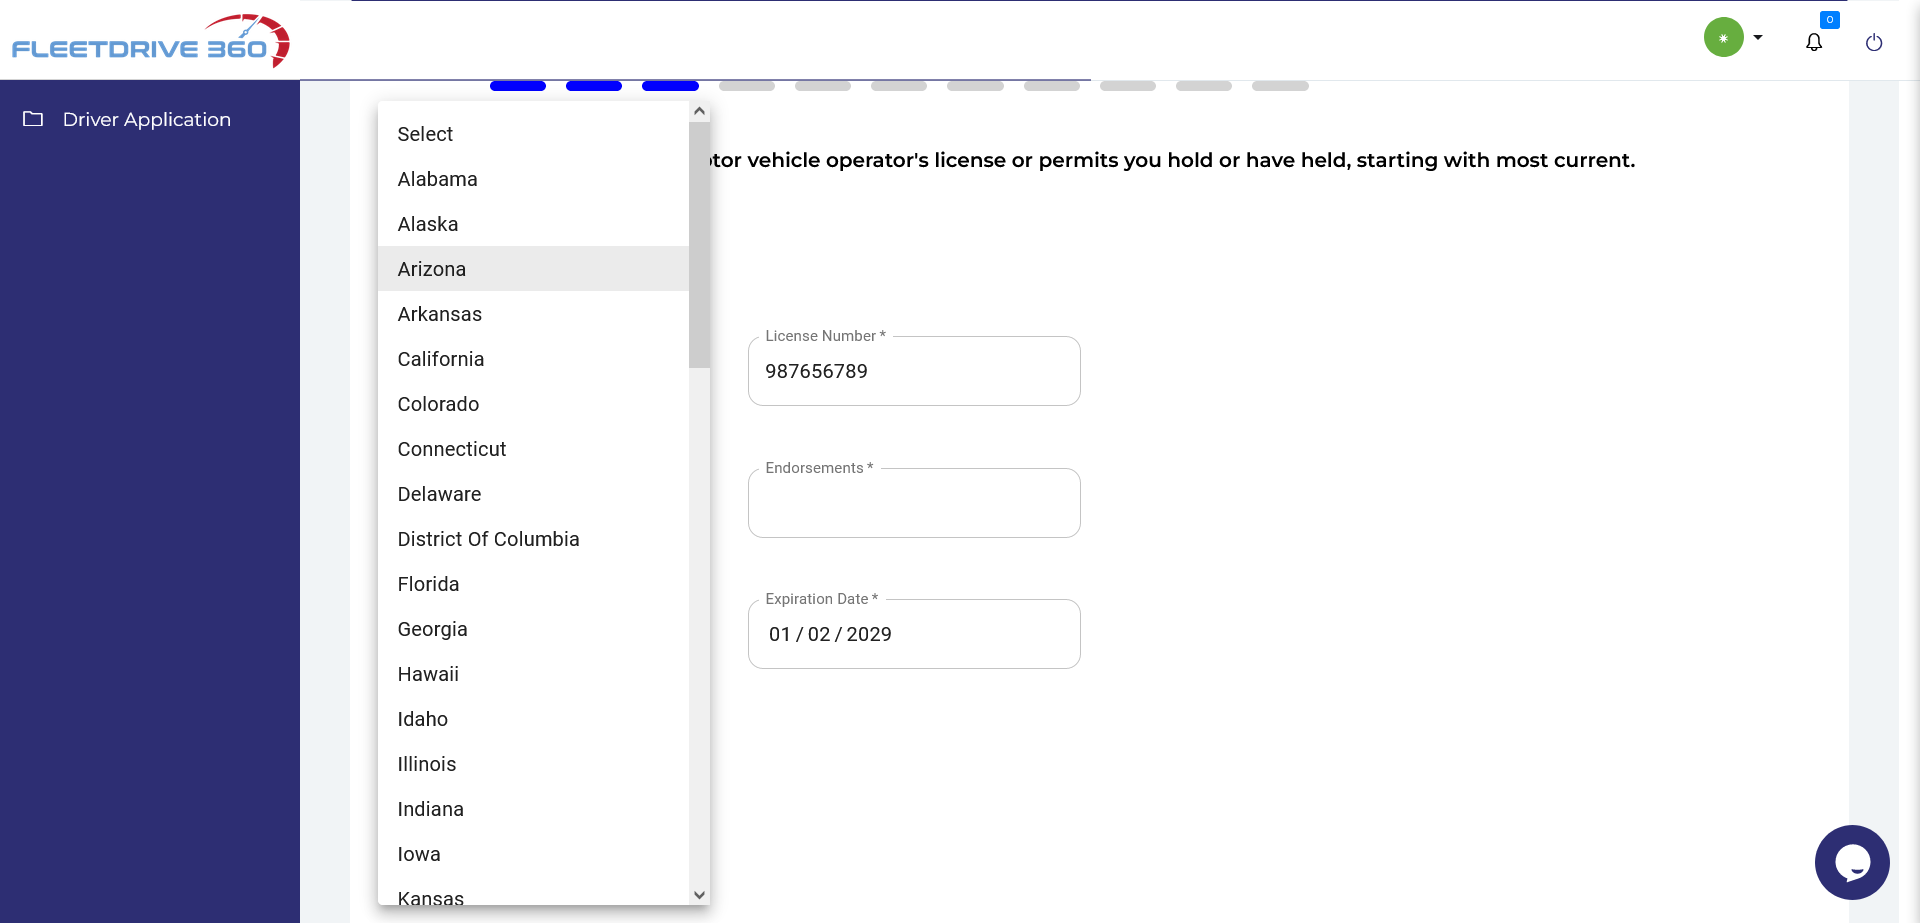 FLEETDRIVE 360
0
Driver Application
tor vehicle operator's license or permits you hold or have held, starting with most current.
Select
Alabama
Alaska
Arizona
Arkansas
California
Colorado
Connecticut
Delaware
District Of Columbia
Florida
Georgia
Hawaii
Idaho
Illinois
Indiana
Iowa
Kansas
License Number *
987656789
Endorsements *
Expiration Date *
01 / 02 / 2029